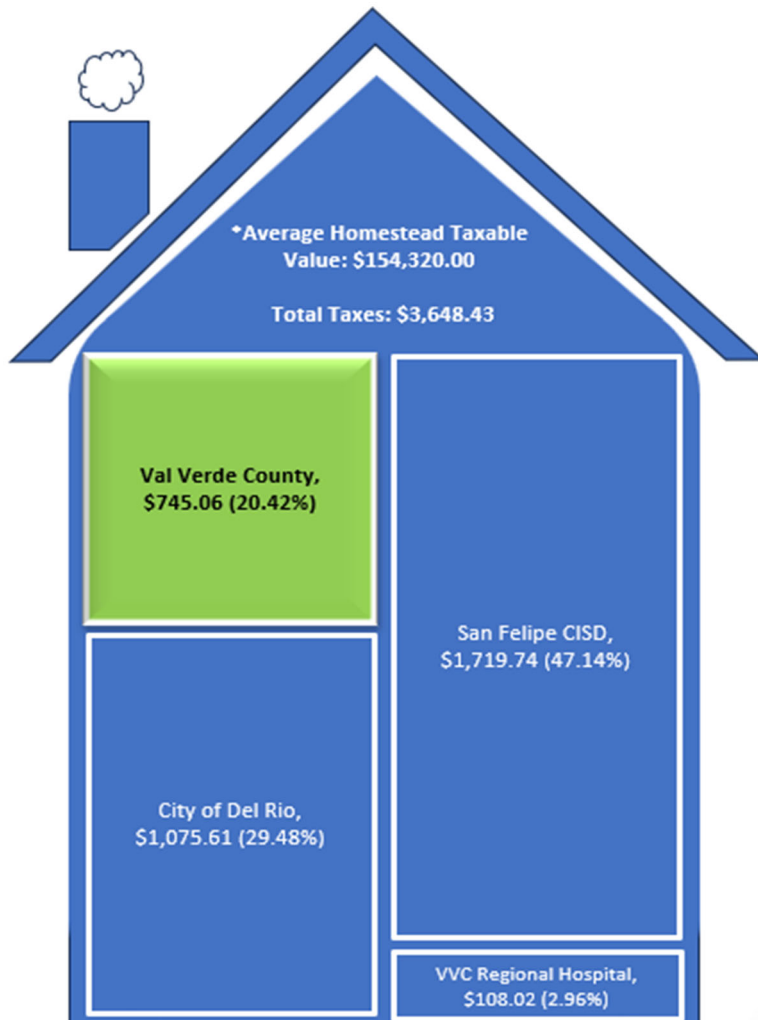 *Average Homestead Taxable
Value: $154,320.00
Total Taxes: $3,648.43
Val Verde County,
$745.06 (20.42%)
San Felipe CISD,
$1,719.74 (47.14%)
City of Del Rio,
$1,075.61 (29.48%)
VVC Regional Hospital,
$108.02 (2.96%)